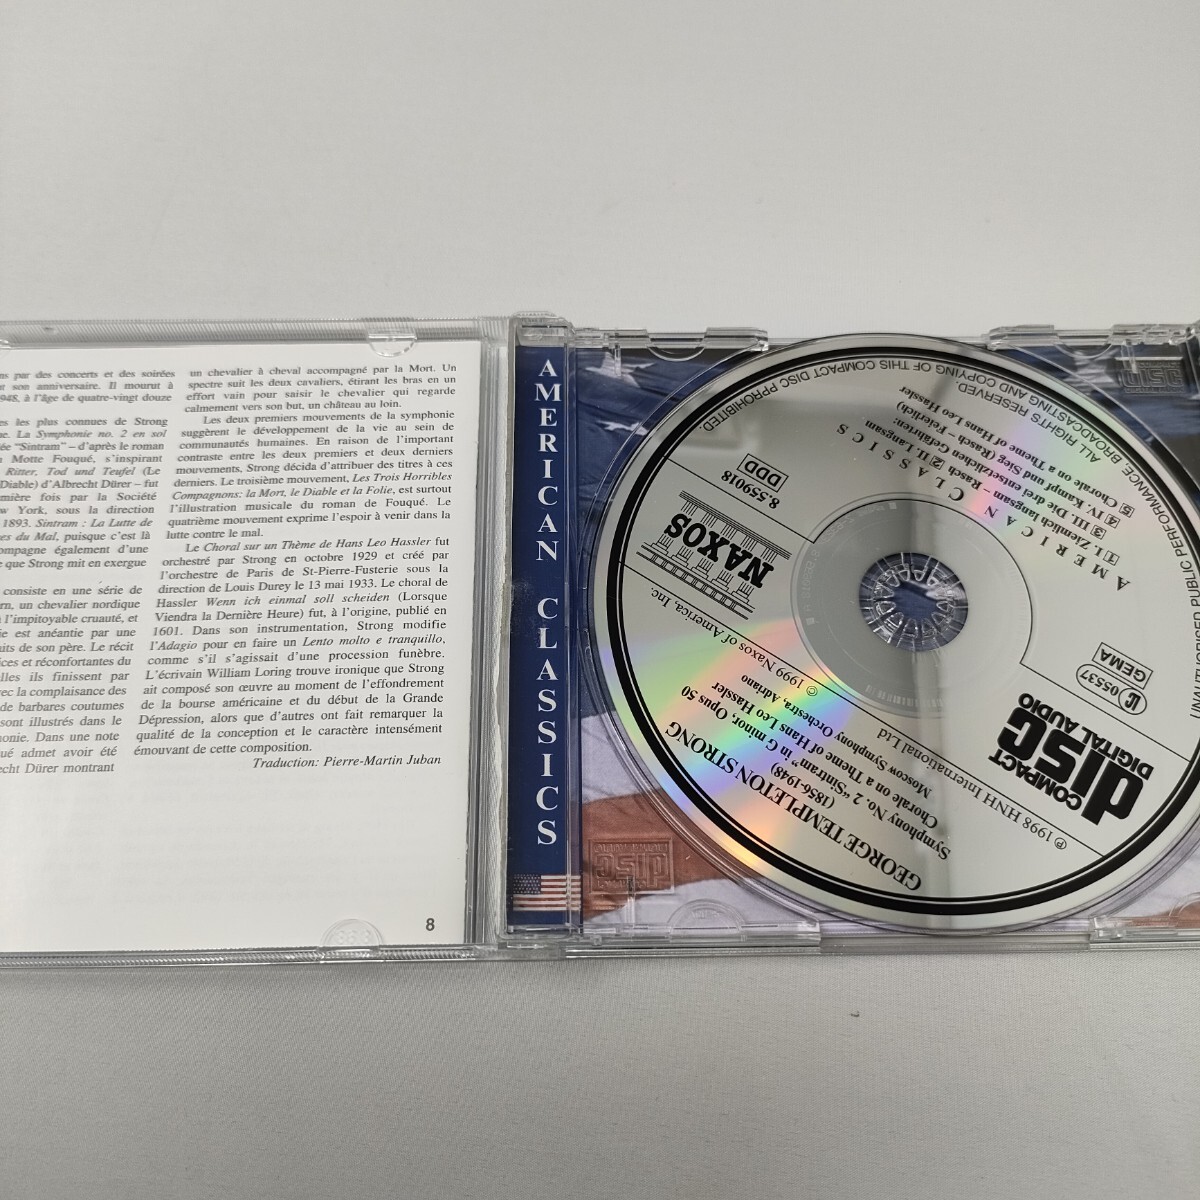 ns par des concerts et des soirées
t son anniversaire. Il mourut à
948, à l'âge de quatre-vingt douze
es les plus connues de Strong
ne. La Symphonie no. 2 en sol
ée "Sintram" – d'après le roman
Motte Fouqué, s'inspirant
Ritter, Tod und Teufel (Le
Diable) d'Albrecht Dürer – fut
mière fois par la Société
w York, sous la direction
1893. Sintram : La Lutte de
es du Mal, puisque c'est là
ompagne également d'une
e que Strong mit en exergue
consiste en une série de
rn, un chevalier nordique
l'impitoyable cruauté, et
ie est anéantie par une
its de son père. Le récit
ices et réconfortantes du
lles ils finissent par
ec la complaisance des
de barbares coutumes
sont illustrés dans le
onie. Dans une note
ué admet avoir été
echt Dürer montrant
un chevalier à cheval accompagné par la Mort. Un
spectre suit les deux cavaliers, étirant les bras en un
effort vain pour saisir le chevalier qui regarde
calmement vers son but, un château au loin.
Les deux premiers mouvements de la symphonie
suggèrent le développement de la vie au sein de
communautés humaines. En raison de l'important
contraste entre les deux premiers et deux derniers
mouvements, Strong décida d'attribuer des titres à ces
derniers. Le troisième mouvement, Les Trois Horribles
Compagnons: la Mort, le Diable et la Folie, est surtout
l'illustration musicale du roman de Fouqué. Le
quatrième mouvement exprime l'espoir à venir dans la
lutte contre le mal.
Le Choral sur un Thème de Hans Leo Hassler fut
orchestré par Strong en octobre 1929 et créé par
l'orchestre de Paris de St-Pierre-Fusterie sous la
direction de Louis Durey le 13 mai 1933. Le choral de
Hassler Wenn ich einmal soll scheiden (Lorsque
Viendra la Dernière Heure) fut, à l'origine, publié en
1601. Dans son instrumentation, Strong modifie
l'Adagio pour en faire un Lento molto e tranquillo,
comme s'il s'agissait d'une procession funèbre.
L'écrivain William Loring trouve ironique que Strong
ait composé son œuvre au moment de l'effondrement
de la bourse américaine et du début de la Grande
Dépression, alors que d'autres ont fait remarquer la
qualité de la conception et le caractère intensément
émouvant de cette composition.
Traduction: Pierre-Martin Juban
8
AMERICAN CLASSICS
GEORGE TEMPLETON STRONG
(1856-1948)
Symphony No. 2 "Sintram" in G minor, Opus 50
Chorale on a Theme of Hans Leo Hassler
Moscow Symphony Orchestra, Adriano
℗ 1998 HNH International Ltd
© 1999 Naxos of America, Inc.
COMPACT
disc
DIGITAL AUDIO
LC 05537
GEMA
NAXOS
8.559018
DDD
AMERICAN CLASSICS
1 I. Ziemlich langsam – Rasch 2 II. Langsam
3 III. Die drei entsetzlichen Gefährten:
4 IV. Kampf und Sieg (Rasch - Feierlich)
5 Chorale on a Theme of Hans Leo Hassler
ALL RIGHTS RESERVED.
PUBLIC PERFORMANCE, BROADCASTING AND COPYING OF THIS COMPACT DISC PROHIBITED.